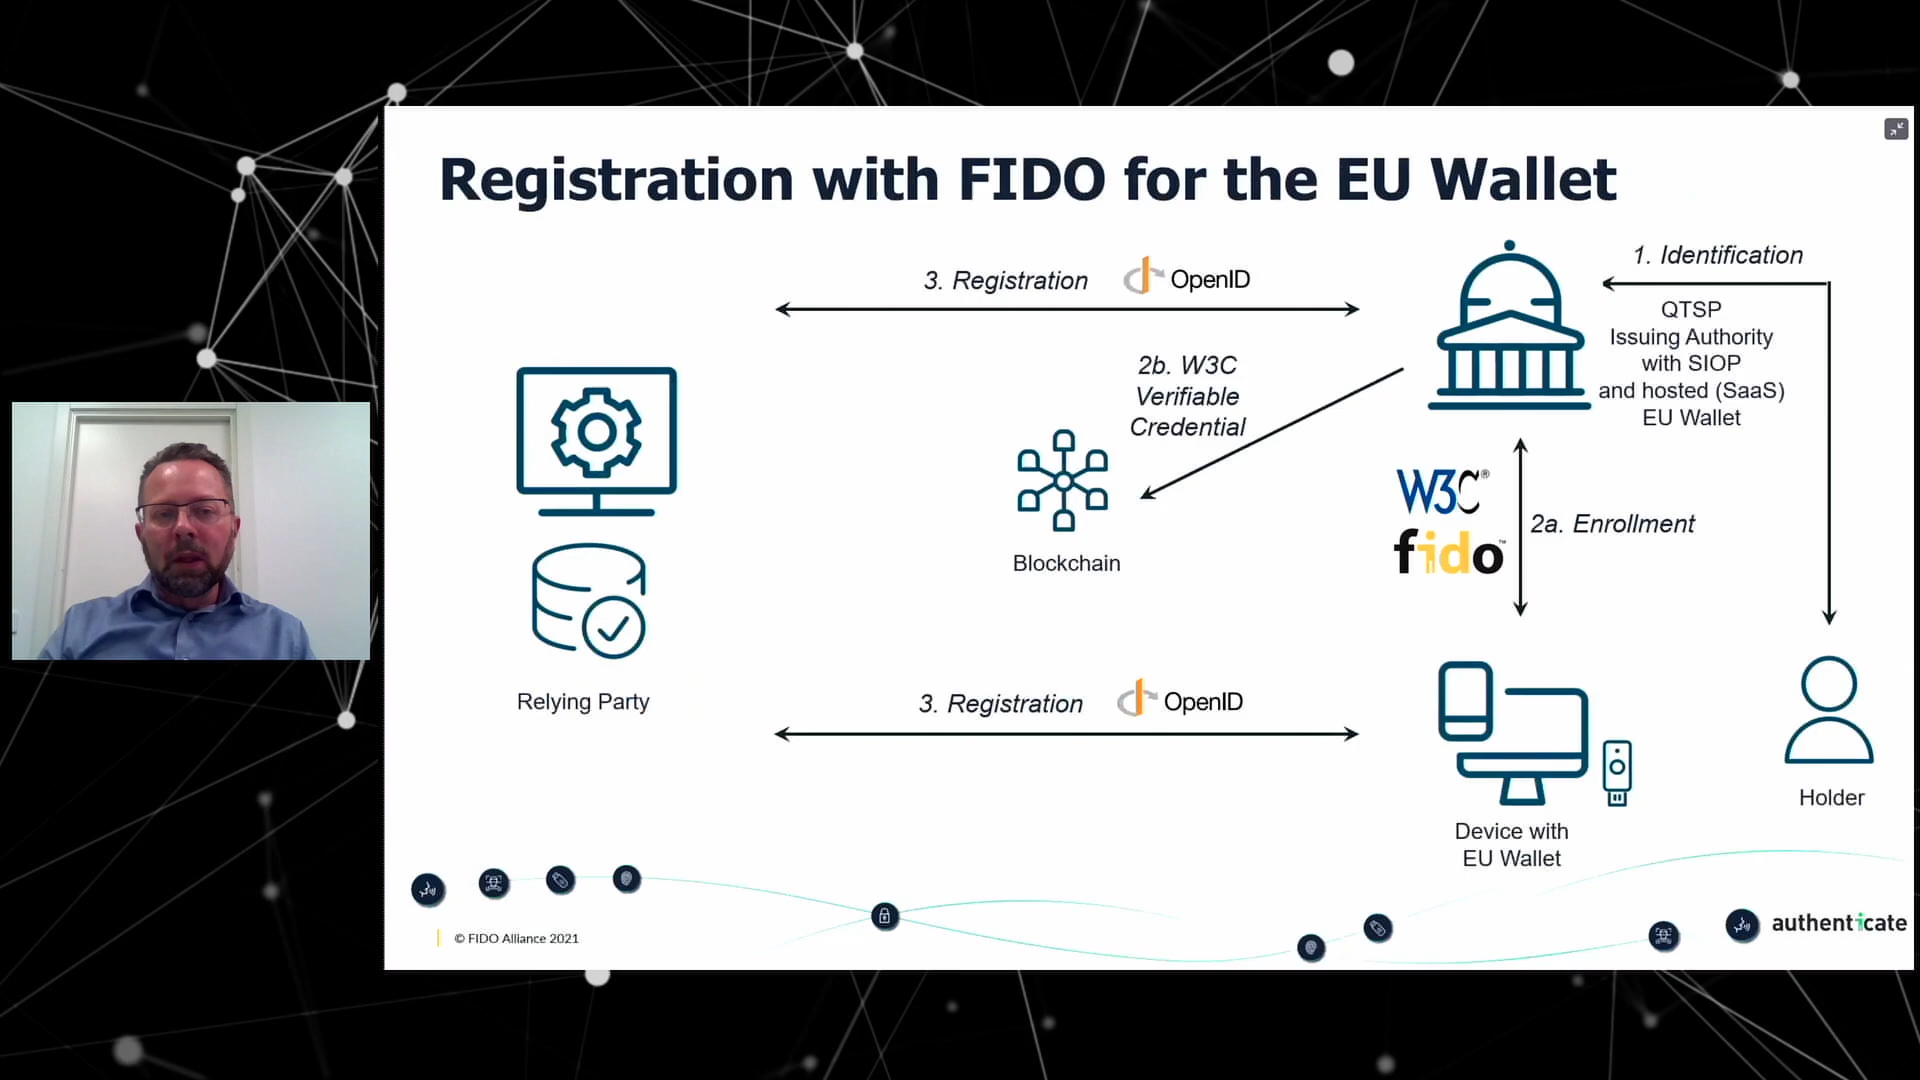 Registration with FIDO for the EU Wallet
1. Identification
3. Registration
OpenID
QTSP
Issuing Authority
with SIOP
and hosted (SaaS)
EU Wallet
2b. W3C
Verifiable
Credential
W3C®
fido™
2a. Enrollment
Blockchain
Relying Party
3. Registration
OpenID
Holder
Device with
EU Wallet
© FIDO Alliance 2021
authenticate